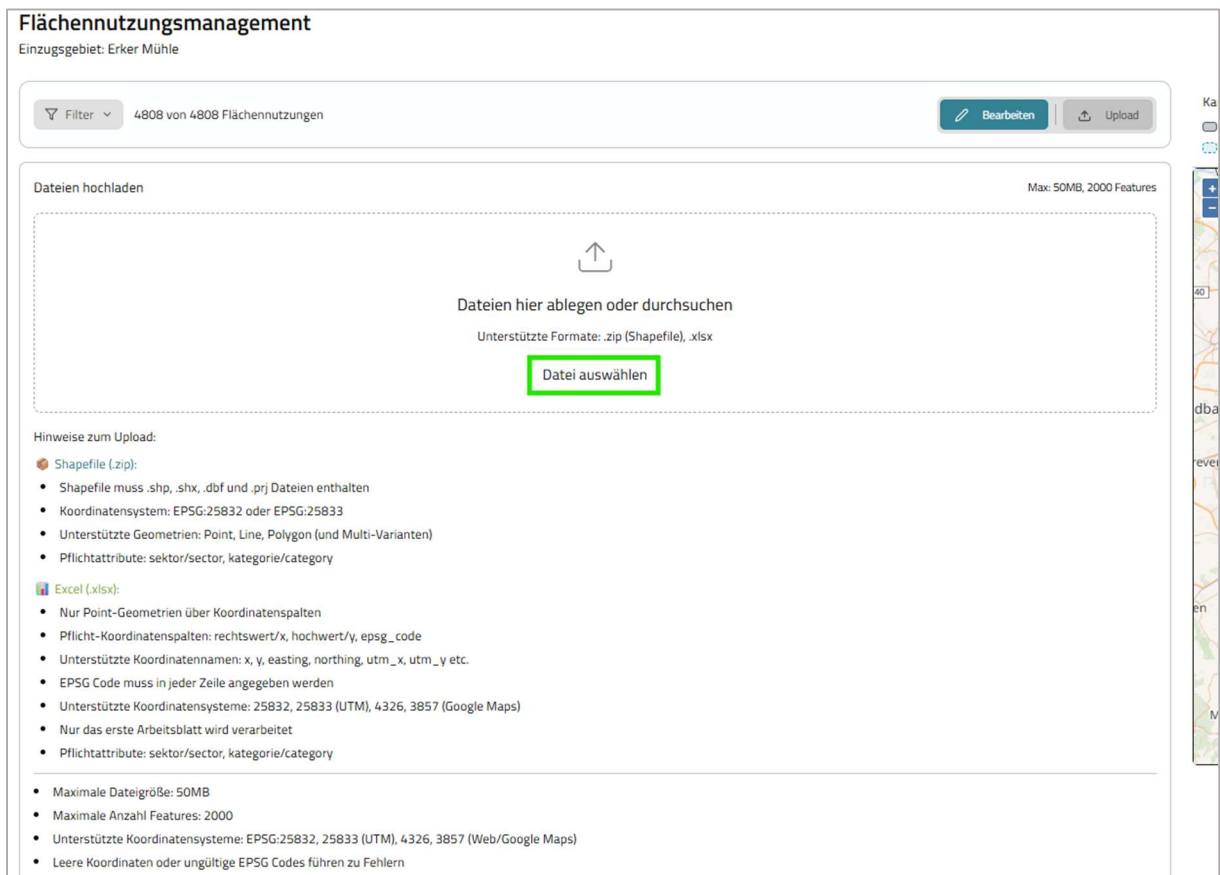 Flächennutzungsmanagement
Einzugsgebiet: Erker Mühle
Filter
4808 von 4808 Flächennutzungen
Bearbeiten
Upload
Ka
Dateien hochladen
Max: 50MB, 2000 Features
+
−
Dateien hier ablegen oder durchsuchen
40
Unterstützte Formate: .zip (Shapefile), .xlsx
Datei auswählen
dba
Hinweise zum Upload:
Shapefile (.zip):
rever
• Shapefile muss .shp, .shx, .dbf und .prj Dateien enthalten
• Koordinatensystem: EPSG:25832 oder EPSG:25833
• Unterstützte Geometrien: Point, Line, Polygon (und Multi-Varianten)
• Pflichtattribute: sektor/sector, kategorie/category
Excel (.xlsx):
• Nur Point-Geometrien über Koordinatenspalten
en
• Pflicht-Koordinatenspalten: rechtswert/x, hochwert/y, epsg_code
• Unterstützte Koordinatennamen: x, y, easting, northing, utm_x, utm_y etc.
• EPSG Code muss in jeder Zeile angegeben werden
• Unterstützte Koordinatensysteme: 25832, 25833 (UTM), 4326, 3857 (Google Maps)
M
• Nur das erste Arbeitsblatt wird verarbeitet
• Pflichtattribute: sektor/sector, kategorie/category
• Maximale Dateigröße: 50MB
• Maximale Anzahl Features: 2000
• Unterstützte Koordinatensysteme: EPSG:25832, 25833 (UTM), 4326, 3857 (Web/Google Maps)
• Leere Koordinaten oder ungültige EPSG Codes führen zu Fehlern